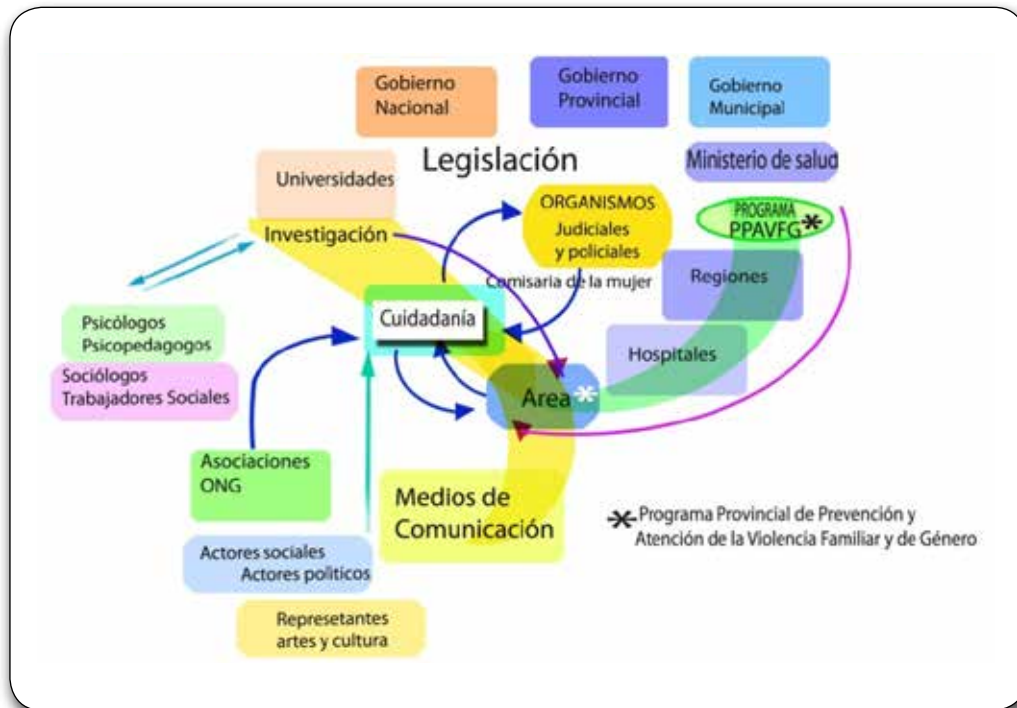 Gobierno
Nacional
Gobierno
Provincial
Gobierno
Municipal
Legislación
Ministerio de salud
Universidades
ORGANISMOS
Judiciales
y policiales
PROGRAMA
PPAVFG*
Investigación
Comisaria de la mujer
Regiones
Cuidadanía
Psicólogos
Psicopedagogos
Sociólogos
Trabajadores Sociales
Hospitales
Area*
Asociaciones
ONG
Medios de
Comunicación
* Programa Provincial de Prevención y
Atención de la Violencia Familiar y de Género
Actores sociales
Actores politicos
Represetantes
artes y cultura